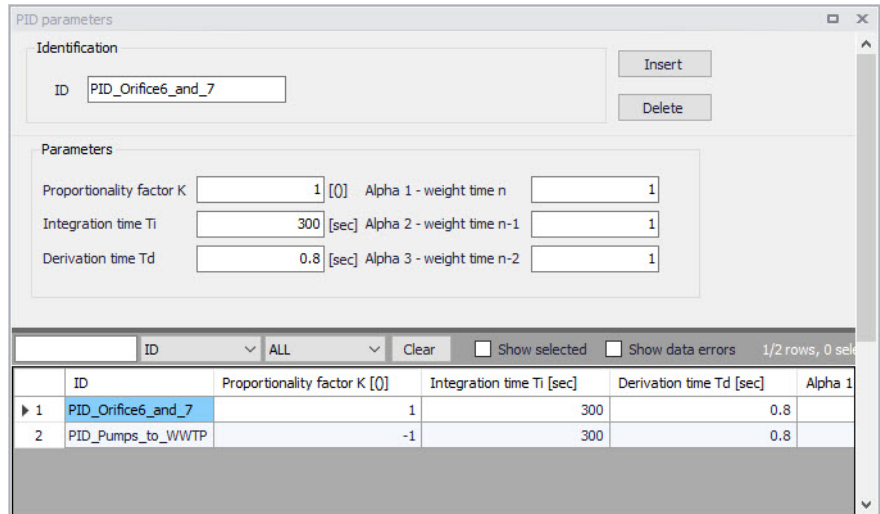 PID parameters
Identification
ID PID_Orifice6_and_7
Insert
Delete
Parameters
Proportionality factor K 1 [()] Alpha 1 - weight time n 1
Integration time Ti 300 [sec] Alpha 2 - weight time n-1 1
Derivation time Td 0.8 [sec] Alpha 3 - weight time n-2 1
ID ALL Clear Show selected Show data errors 1/2 rows, 0 sele
ID Proportionality factor K [()] Integration time Ti [sec] Derivation time Td [sec] Alpha 1
1 PID_Orifice6_and_7 1 300 0.8
2 PID_Pumps_to_WWTP -1 300 0.8